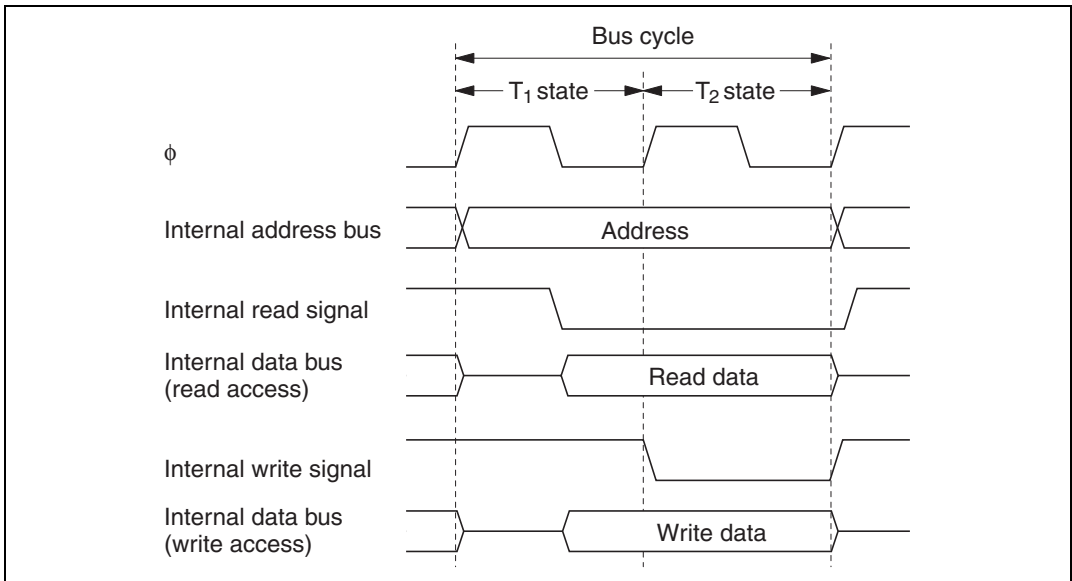 Bus cycle
T₁ state
T₂ state
ϕ
Internal address bus
Address
Internal read signal
Internal data bus
(read access)
Read data
Internal write signal
Internal data bus
(write access)
Write data